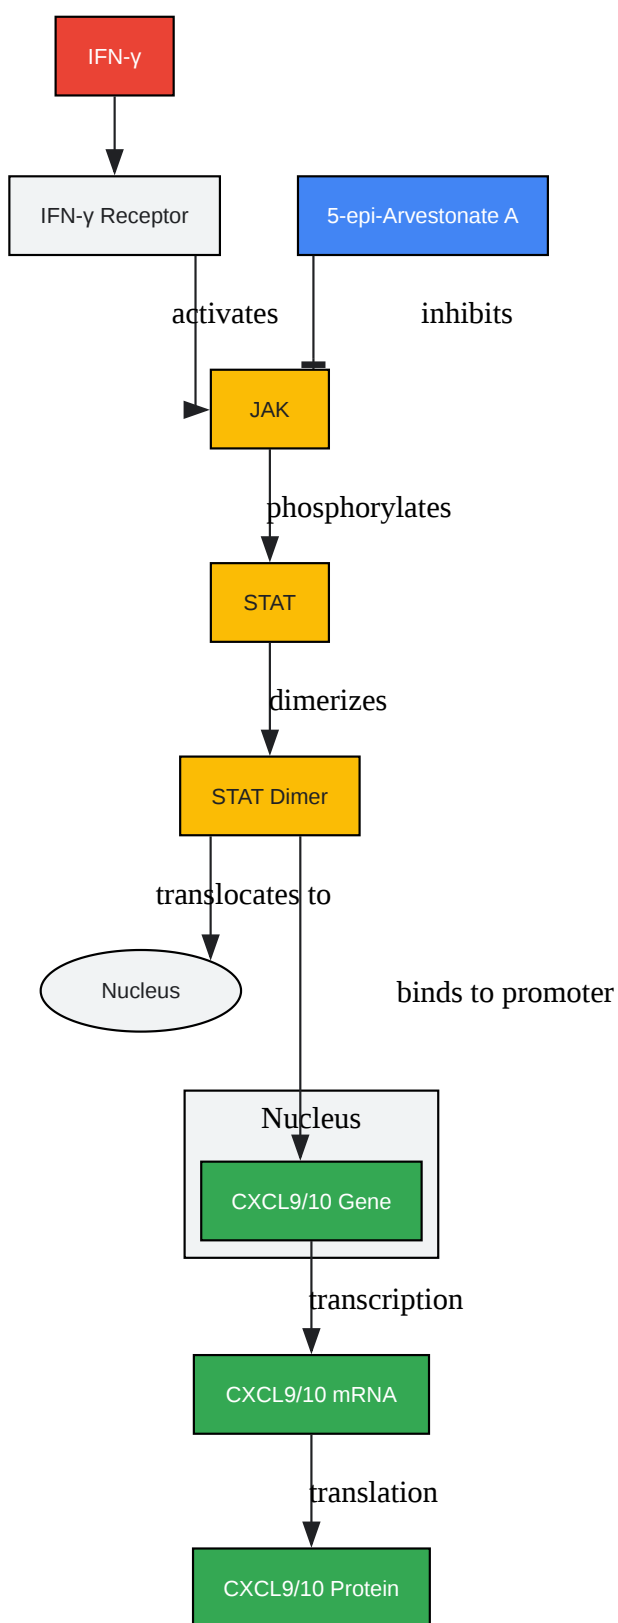 IFN-γ
IFN-γ Receptor
5-epi-Arvestonate A
activates
inhibits
JAK
phosphorylates
STAT
dimerizes
STAT Dimer
translocates to
Nucleus
binds to promoter
Nucleus
CXCL9/10 Gene
transcription
CXCL9/10 mRNA
translation
CXCL9/10 Protein